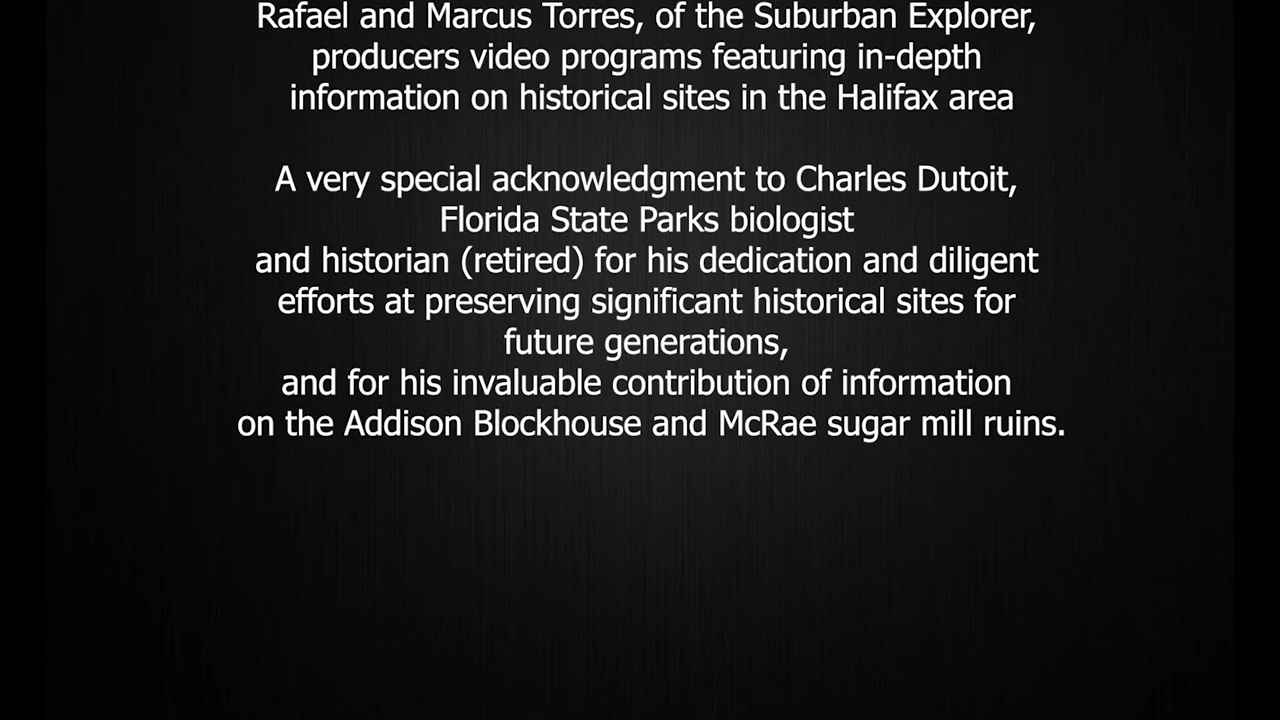 Rafael and Marcus Torres, of the Suburban Explorer,
producers video programs featuring in-depth
information on historical sites in the Halifax area
A very special acknowledgment to Charles Dutoit,
Florida State Parks biologist
and historian (retired) for his dedication and diligent
efforts at preserving significant historical sites for
future generations,
and for his invaluable contribution of information
on the Addison Blockhouse and McRae sugar mill ruins.